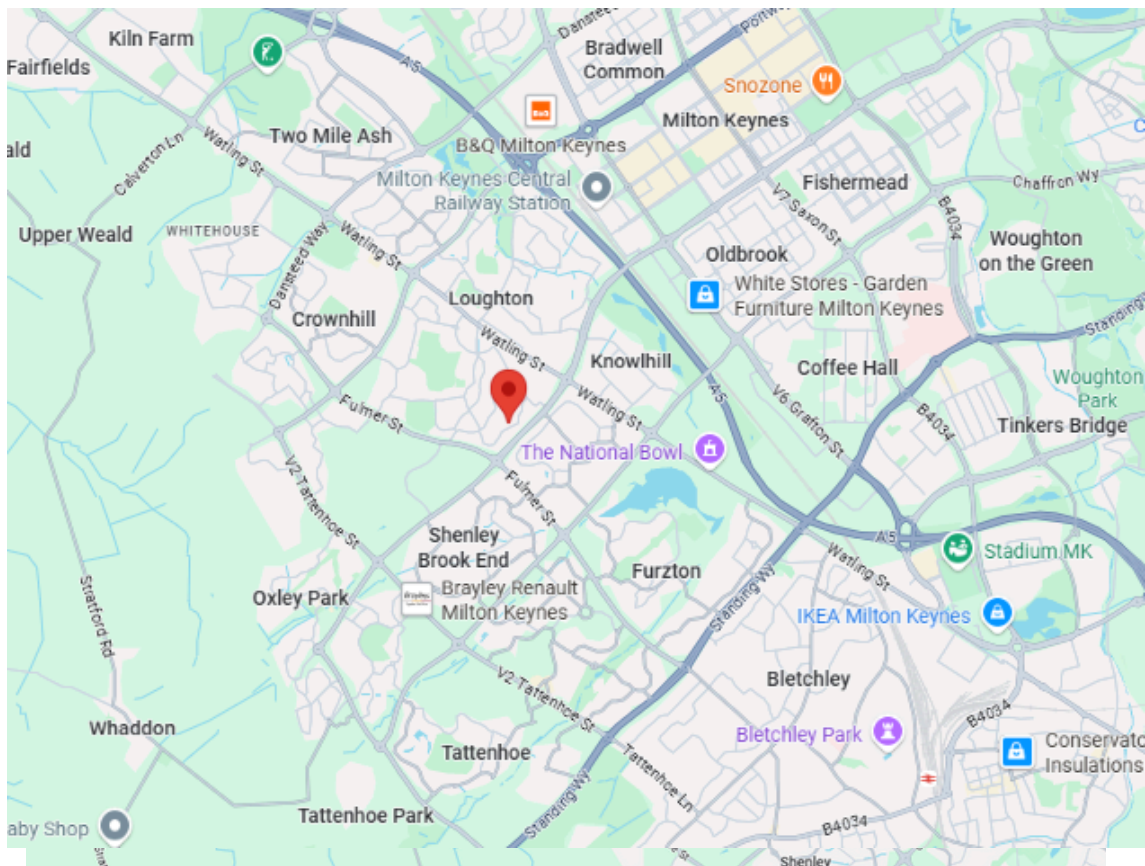 Kiln Farm
Fairfields
Dansteed
Bradwell
Common
Portway
A5
Snozone
Two Mile Ash
B&Q
B&Q Milton Keynes
Milton Keynes
ald
Calverton Ln
Watling St
Milton Keynes Central
Railway Station
Fishermead
Chaffron Wy
V7 Saxon St
B4034
Upper Weald
WHITEHOUSE
Dansteed Way
Watling St
Oldbrook
Woughton
on the Green
Loughton
White Stores - Garden
Furniture Milton Keynes
Crownhill
Standing
Watling St
Knowlhill
Coffee Hall
Woughton
Park
A5
V6 Grafton St
B4034
Fulmer St
Watling St
Tinkers Bridge
The National Bowl
V2 Tattenhoe St
Fulmer St
Shenley
Brook End
A5
Stadium MK
Watling St
Furzton
Standing Wy
Stratford Rd
Oxley Park
Brayley Renault
Milton Keynes
IKEA Milton Keynes
Bletchley
V2 Tattenhoe St
B4034
Whaddon
Bletchley Park
Tattenhoe
Tattenhoe Ln
Conservato
Insulations
Standing Wy
Tattenhoe Park
aby Shop
B4034
Shenley